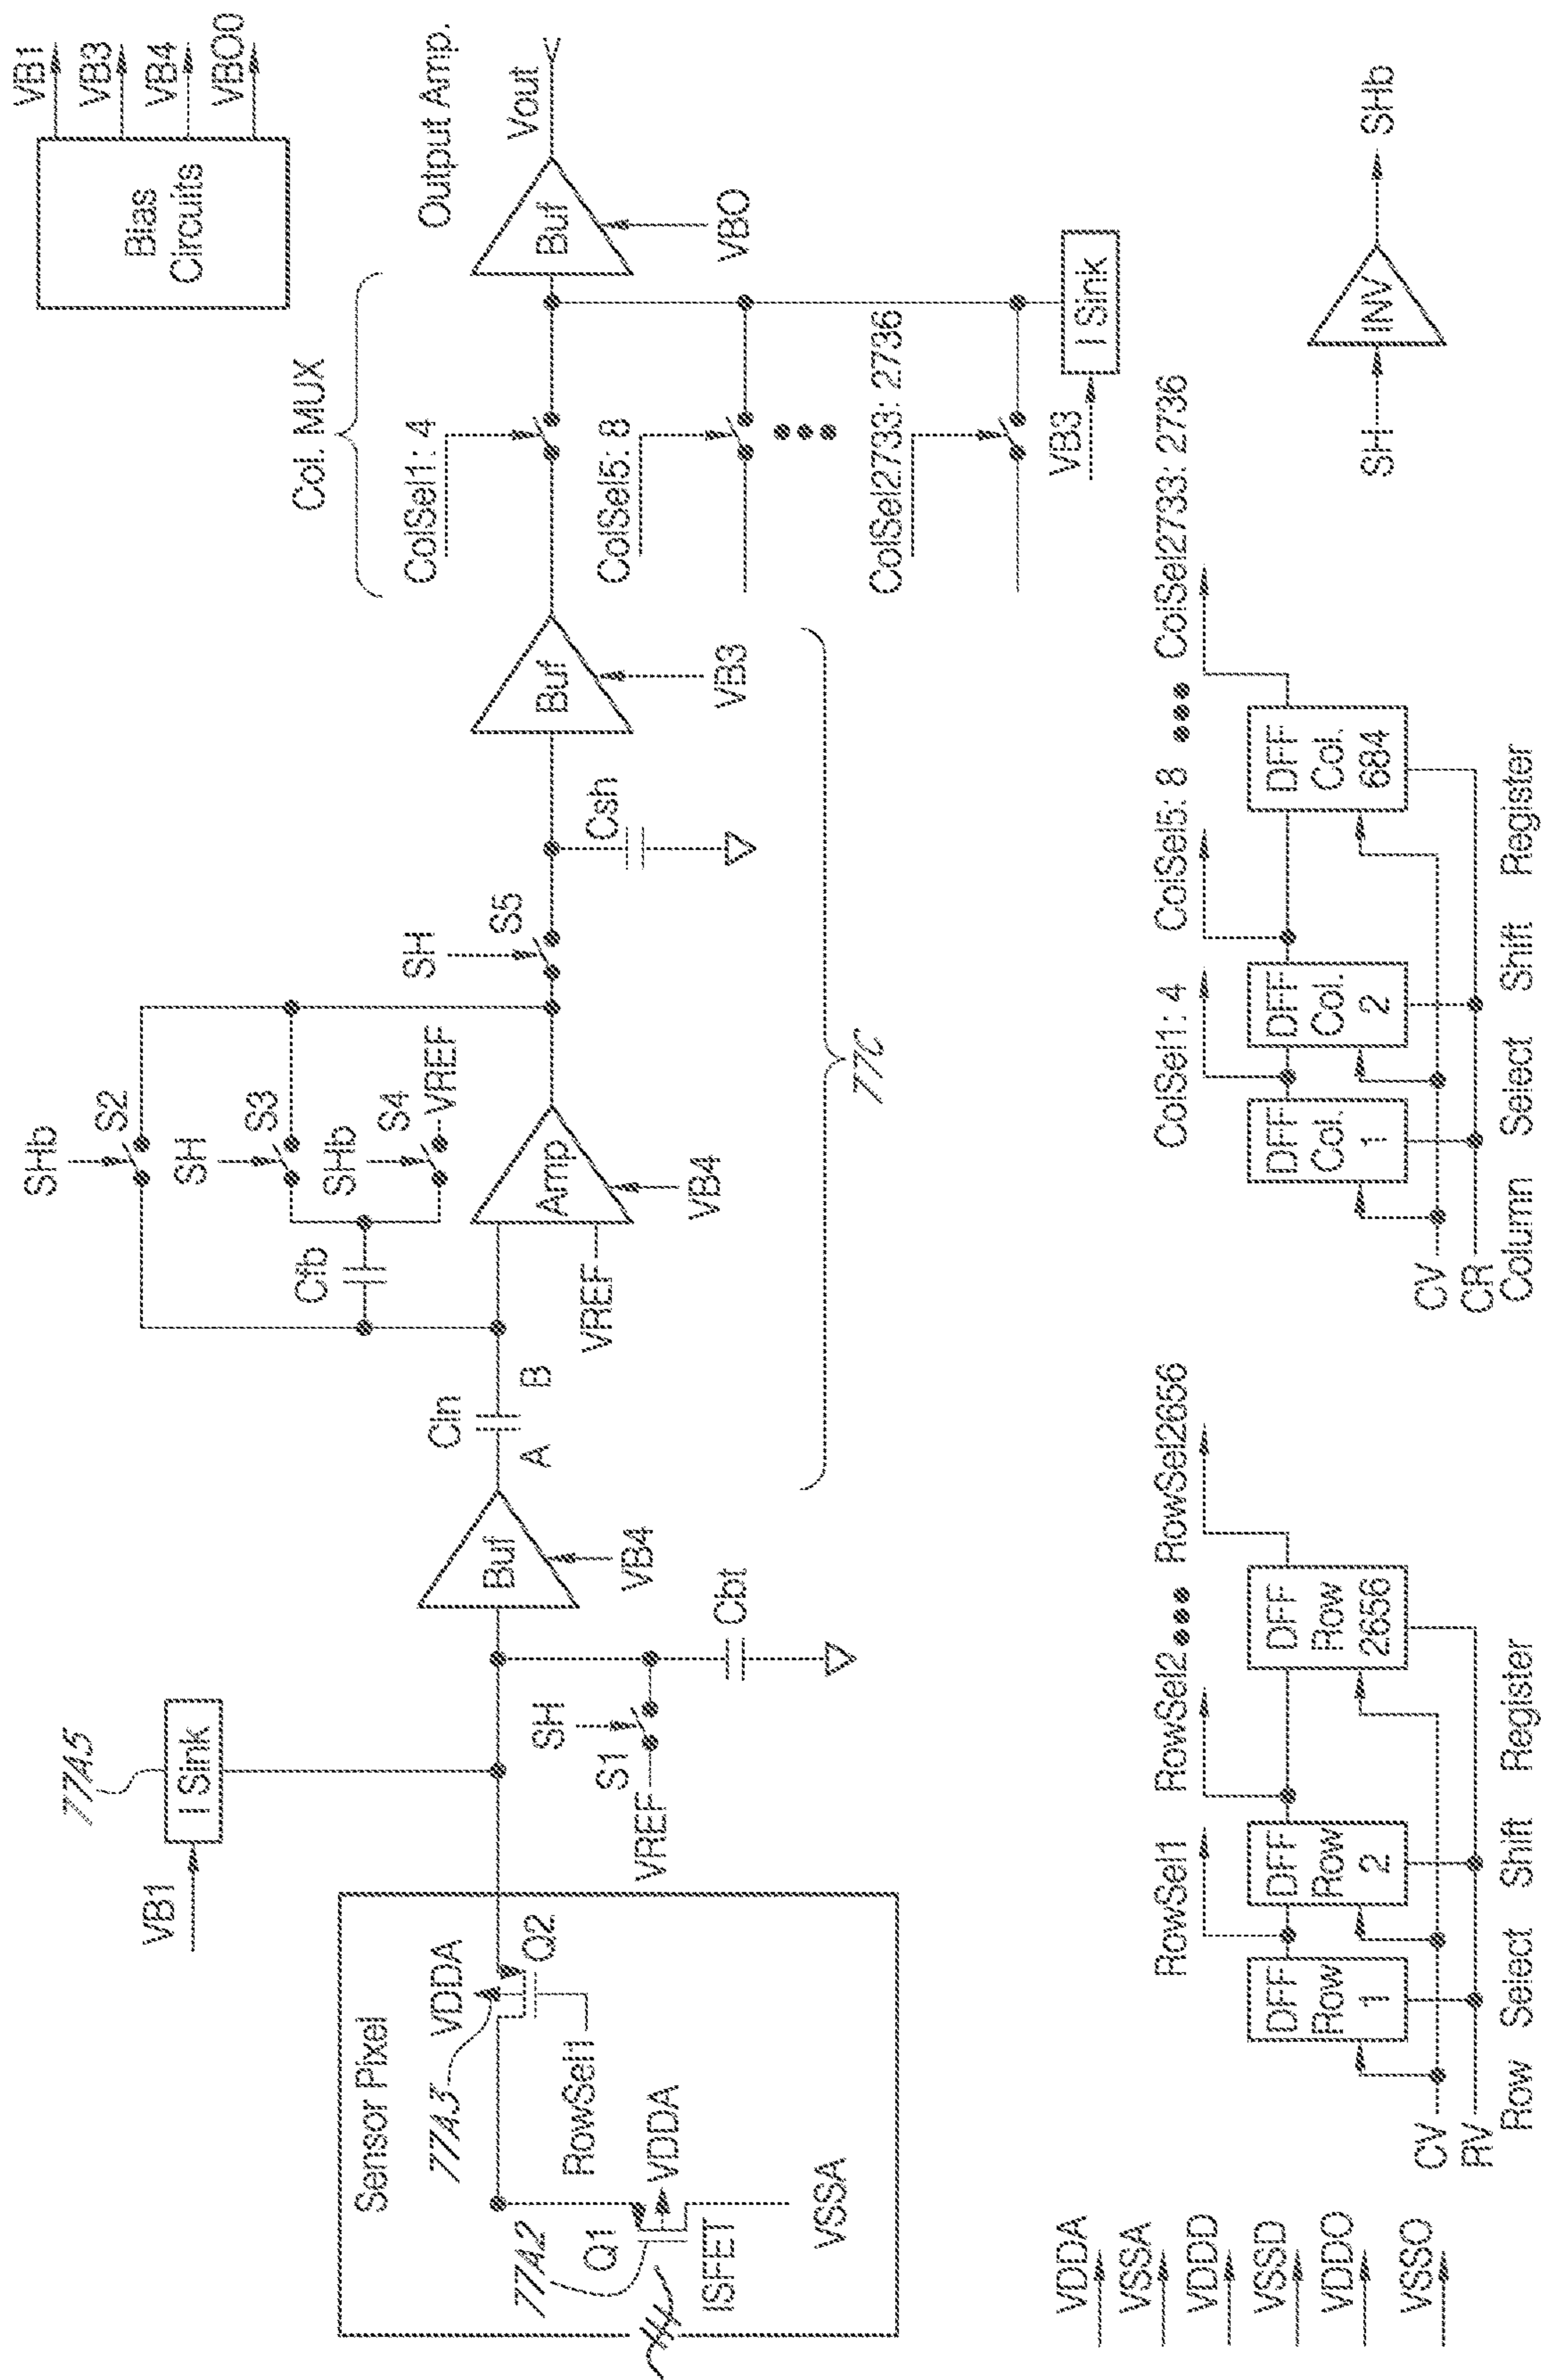 VB1
VB3
VB4
VBO0
Bias
Circuits
Output Amp.
Vout
Buf
VBO
Col. MUX
ColSel1: 4
ColSel5: 8
ColSel2733: 2736
VB3
I Sink
SHb
S2
SH
S3
SHb
S4
VREF
Cfb
SH
S5
Csh
Amp
VB4
VREF
Buf
VB3
77C
Cin
A
B
Buf
VB4
77A5
I Sink
VB1
SH
S1
VREF
Cbt
Sensor Pixel
VDDA
77A3
Q2
RowSel1
77A2
Q1
VDDA
ISFET
VSSA
VDDA
VSSA
VDDD
VSSD
VDDO
VSSO
RowSel1
RowSel2
RowSel2656
DFF
Row
1
DFF
Row
2
DFF
Row
2656
CV
RV
Row Select Shift Register
ColSel1: 4
ColSel5: 8
ColSel2733: 2736
DFF
Col.
1
DFF
Col.
2
DFF
Col.
684
CV
CR
Column Select Shift Register
SH
INV
SHb